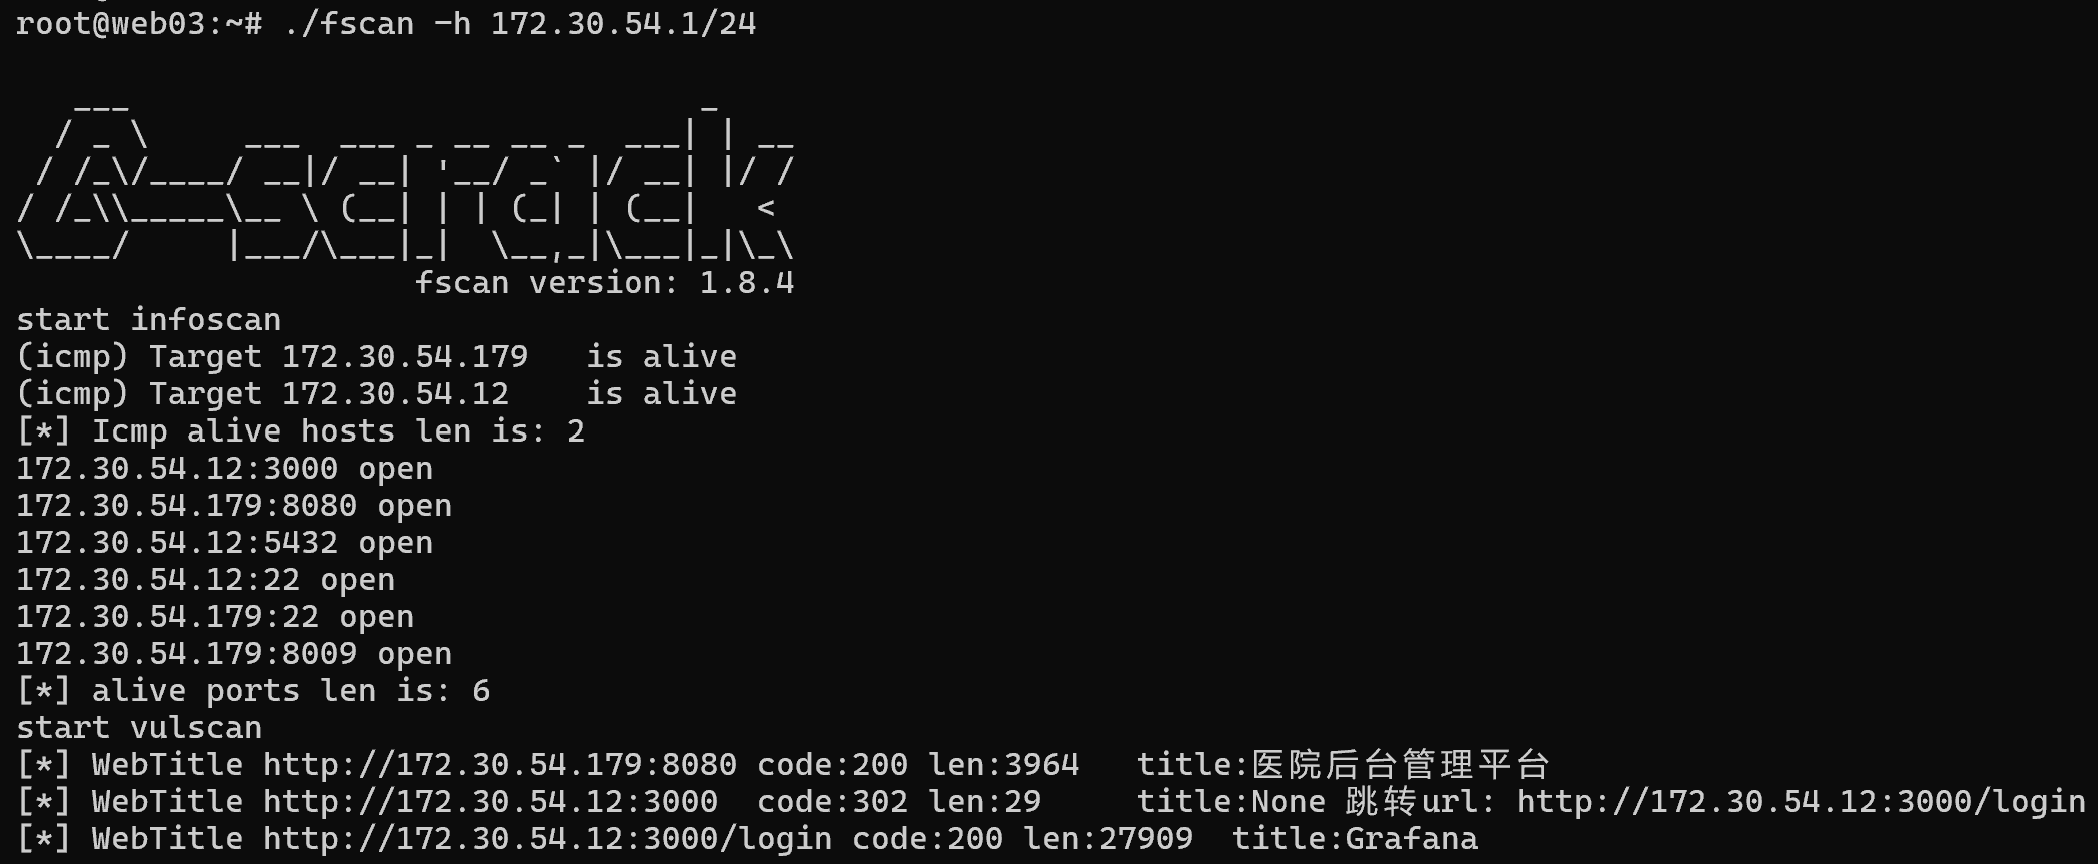 root@web03:~# ./fscan -h 172.30.54.1/24
   ___                              _
  / _ \     ___  ___ _ __ __ _  ___| | __
 / /_\/____/ __|/ __| '__/ _` |/ __| |/ /
/ /_\\_____\__ \ (__| | | (_| | (__|   <
\____/     |___/\___|_|  \__,_|\___|_|\_\
                     fscan version: 1.8.4
start infoscan
(icmp) Target 172.30.54.179   is alive
(icmp) Target 172.30.54.12    is alive
[*] Icmp alive hosts len is: 2
172.30.54.12:3000 open
172.30.54.179:8080 open
172.30.54.12:5432 open
172.30.54.12:22 open
172.30.54.179:22 open
172.30.54.179:8009 open
[*] alive ports len is: 6
start vulscan
[*] WebTitle http://172.30.54.179:8080 code:200 len:3964   title:医院后台管理平台
[*] WebTitle http://172.30.54.12:3000  code:302 len:29     title:None 跳转url: http://172.30.54.12:3000/login
[*] WebTitle http://172.30.54.12:3000/login code:200 len:27909  title:Grafana